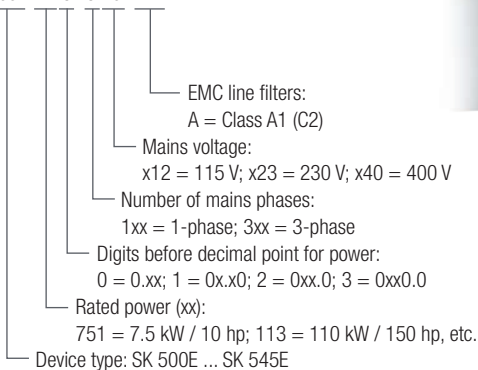 EMC line filters:
A = Class A1 (C2)
Mains voltage:
x12 = 115 V; x23 = 230 V; x40 = 400 V
Number of mains phases:
1xx = 1-phase; 3xx = 3-phase
Digits before decimal point for power:
0 = 0.xx; 1 = 0x.x0; 2 = 0xx.0; 3 = 0xx0.0
Rated power (xx):
751 = 7.5 kW / 10 hp; 113 = 110 kW / 150 hp, etc.
Device type: SK 500E ... SK 545E